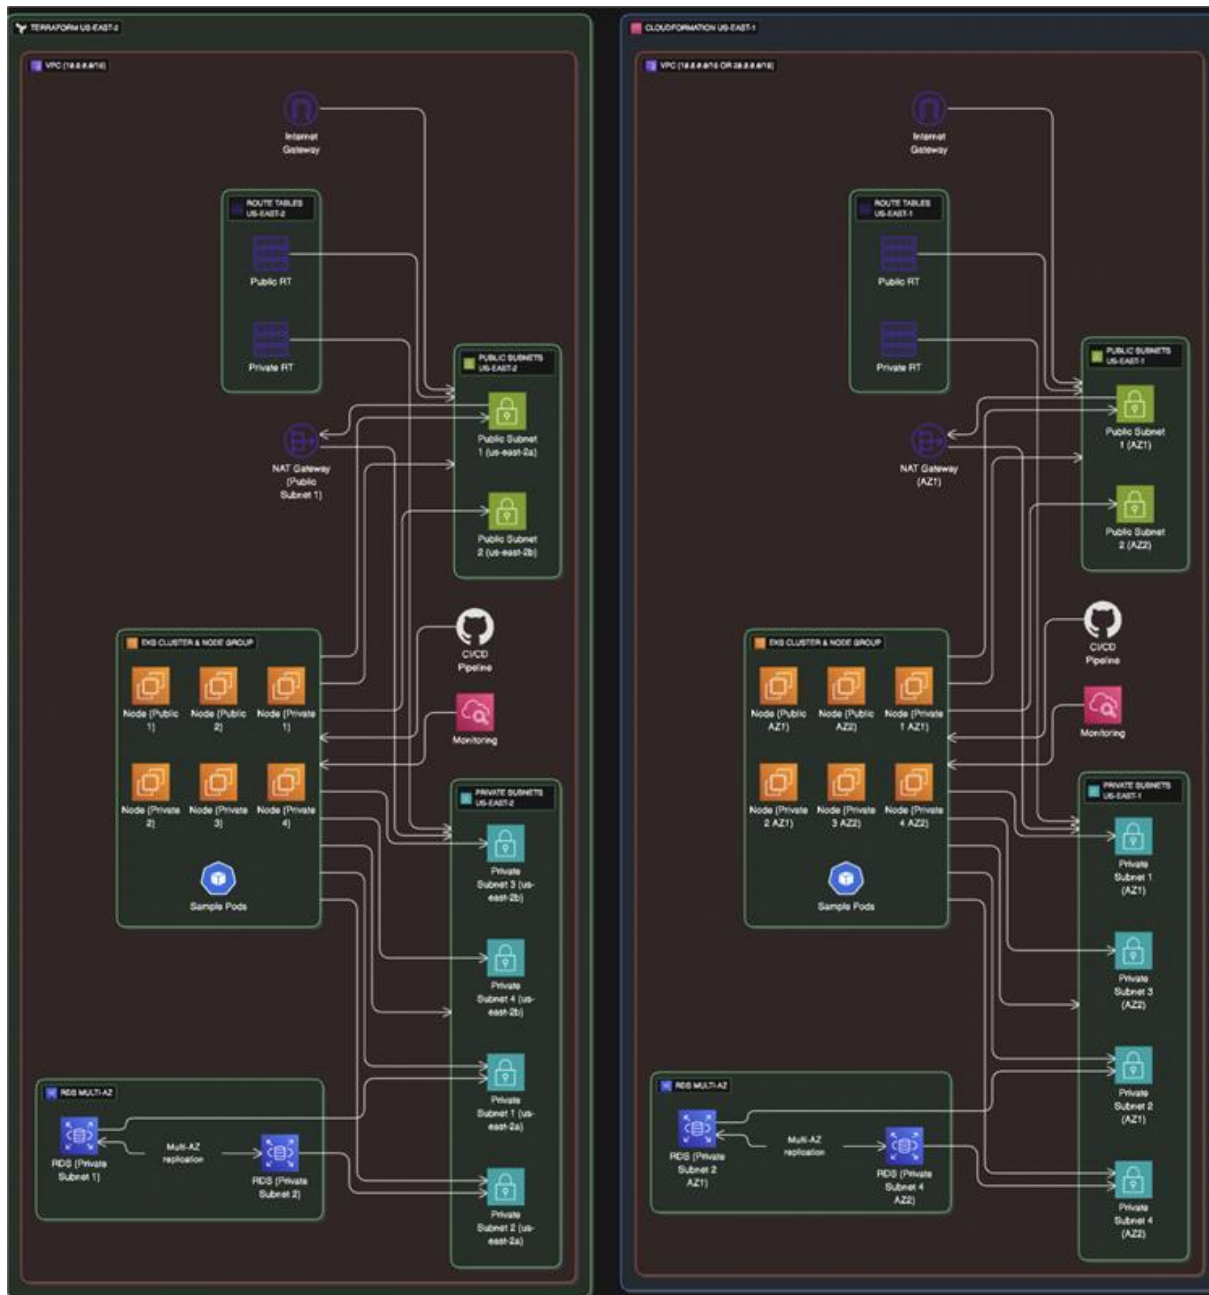 TERRAFORM US-EAST-2
VPC
Internet
Gateway
ROUTE TABLES
US-EAST-2
Public RT
Private RT
PUBLIC SUBNETS
US-EAST-2
Public Subnet
1 (us-east-2a)
NAT Gateway
(Public
Subnet 1)
Public Subnet
2 (us-east-2b)
EKS CLUSTER & NODE GROUP
CI/CD
Pipeline
Node (Public
1)
Node (Public
2)
Node (Private
1)
Monitoring
Node (Private
2)
Node (Private
3)
Node (Private
4)
Sample Pods
PRIVATE SUBNETS
US-EAST-2
Private
Subnet 3 (us-
east-2b)
Private
Subnet 4 (us-
east-2b)
Private
Subnet 1 (us-
east-2a)
Private
Subnet 2 (us-
east-2a)
RDS MULTI-AZ
RDS (Private
Subnet 1)
Multi-AZ
replication
RDS (Private
Subnet 2)
CLOUDFORMATION US-EAST-1
VPC
Internet
Gateway
ROUTE TABLES
US-EAST-1
Public RT
Private RT
PUBLIC SUBNETS
US-EAST-1
Public Subnet
1 (AZ1)
NAT Gateway
(AZ1)
Public Subnet
2 (AZ2)
EKS CLUSTER & NODE GROUP
CI/CD
Pipeline
Node (Public
AZ1)
Node (Public
AZ2)
Node (Private
1 AZ1)
Monitoring
Node (Private
2 AZ1)
Node (Private
3 AZ2)
Node (Private
4 AZ2)
Sample Pods
PRIVATE SUBNETS
US-EAST-1
Private
Subnet 1
(AZ1)
Private
Subnet 3
(AZ2)
Private
Subnet 2
(AZ1)
Private
Subnet 4
(AZ2)
RDS MULTI-AZ
RDS (Private
Subnet 2
AZ1)
Multi-AZ
replication
RDS (Private
Subnet 4
AZ2)